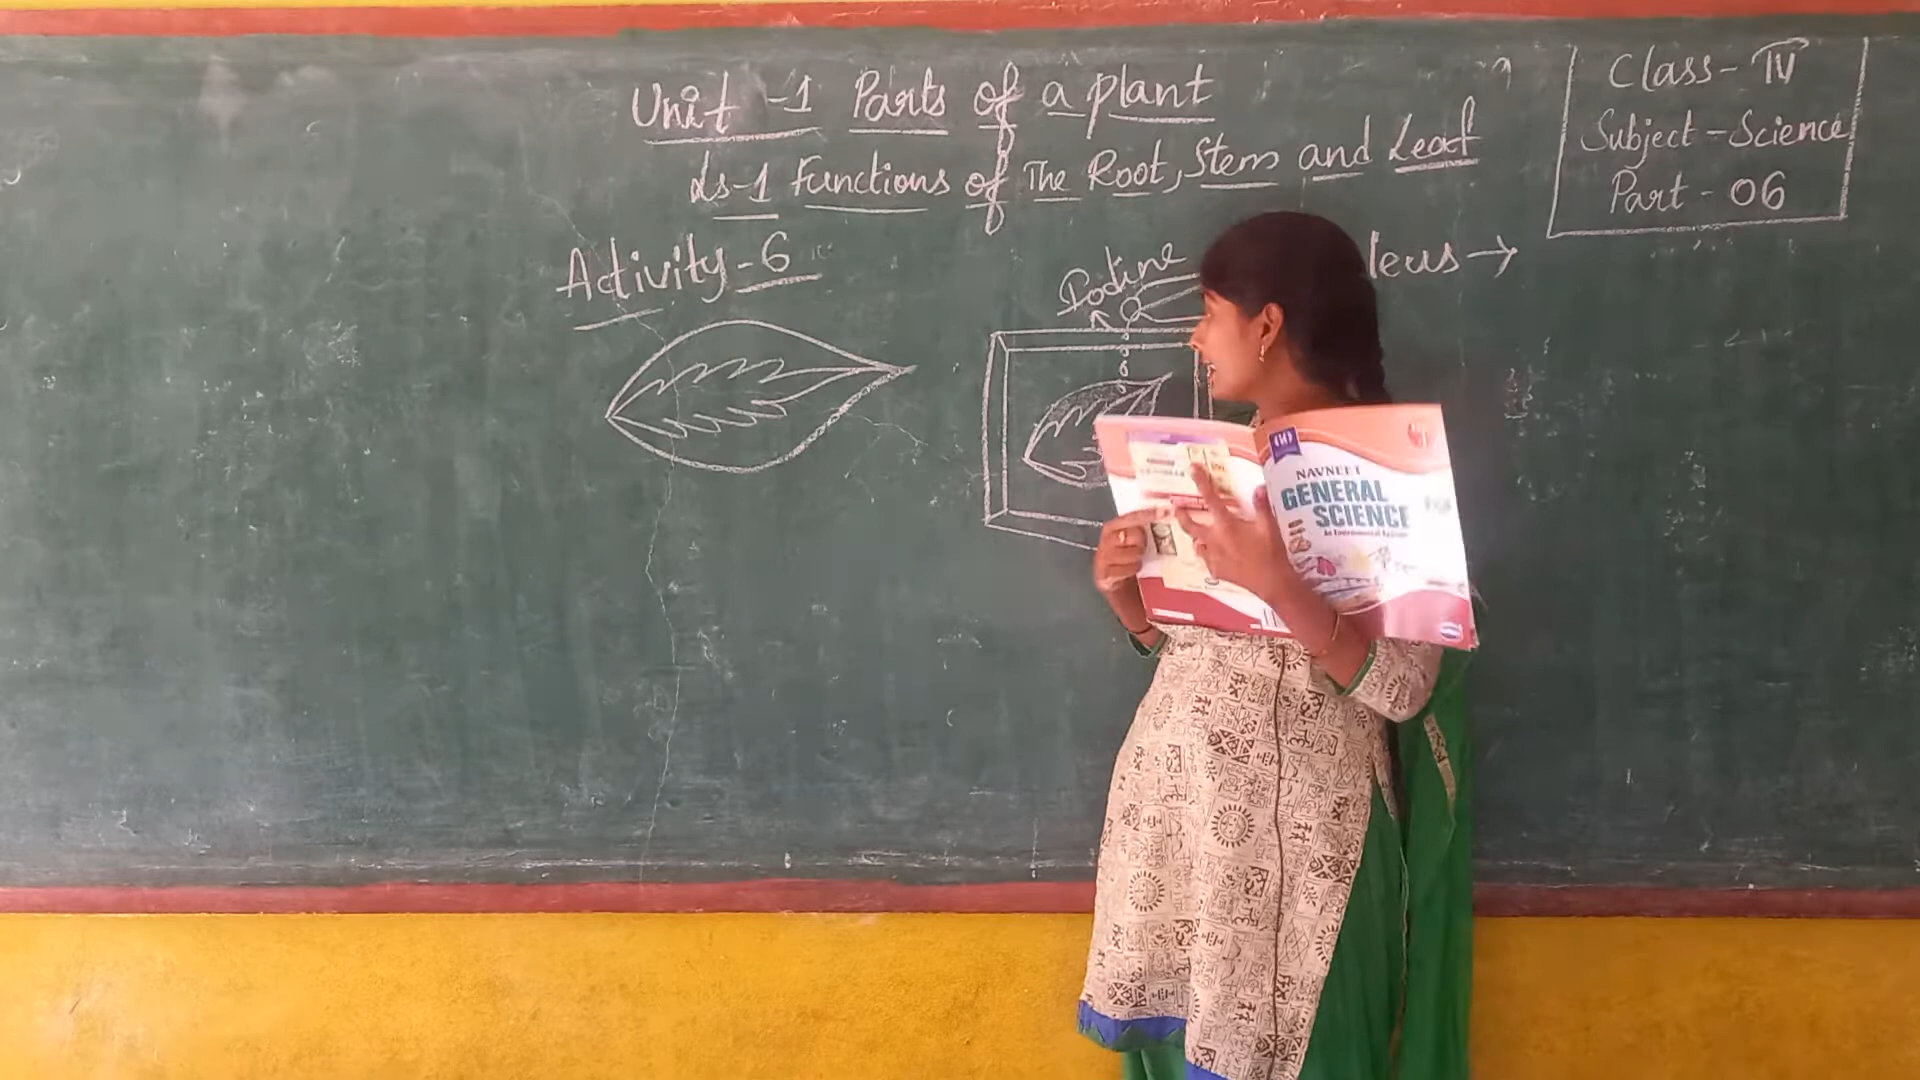 Unit -1 Parts of a plant
Ls-1 Functions of The Root, Stem and Leaf
Class - IV
Subject - Science
Part - 06
Activity - 6
Iodine
leus →
NAVNEET
GENERAL
SCIENCE